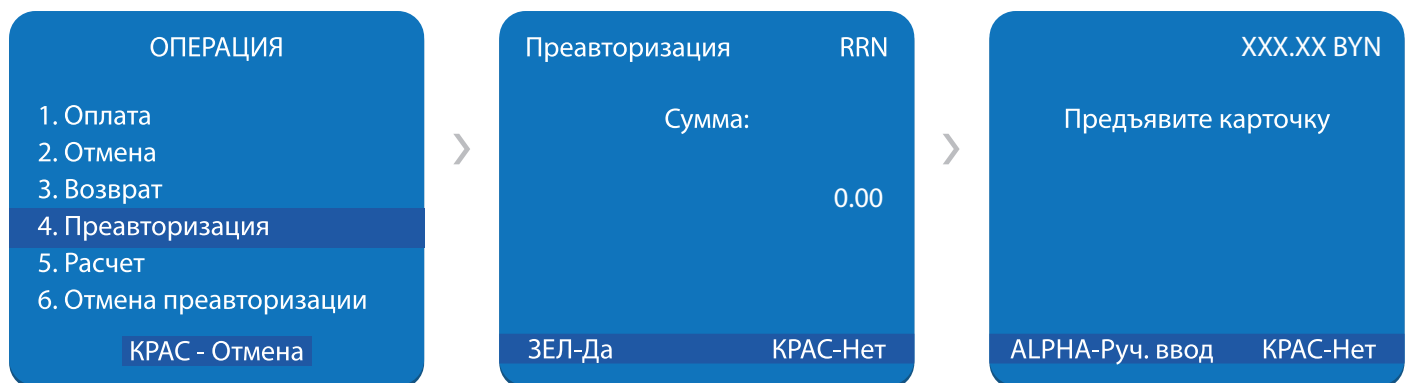 ОПЕРАЦИЯ
1. Оплата
2. Отмена
3. Возврат
4. Преавторизация
5. Расчет
6. Отмена преавторизации
КРАС - Отмена
Преавторизация RRN
Сумма:
0.00
ЗЕЛ-Да КРАС-Нет
XXX.XX BYN
Предъявите карточку
ALPHA-Руч. ввод КРАС-Нет